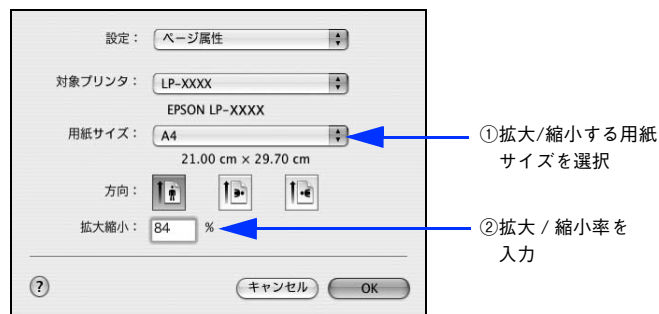 設定： ページ属性
対象プリンタ： LP-XXXX
EPSON LP-XXXX
用紙サイズ： A4
21.00 cm × 29.70 cm
方向：
拡大縮小： 84 %
? キャンセル OK
①拡大/縮小する用紙
サイズを選択
②拡大 / 縮小率を
入力